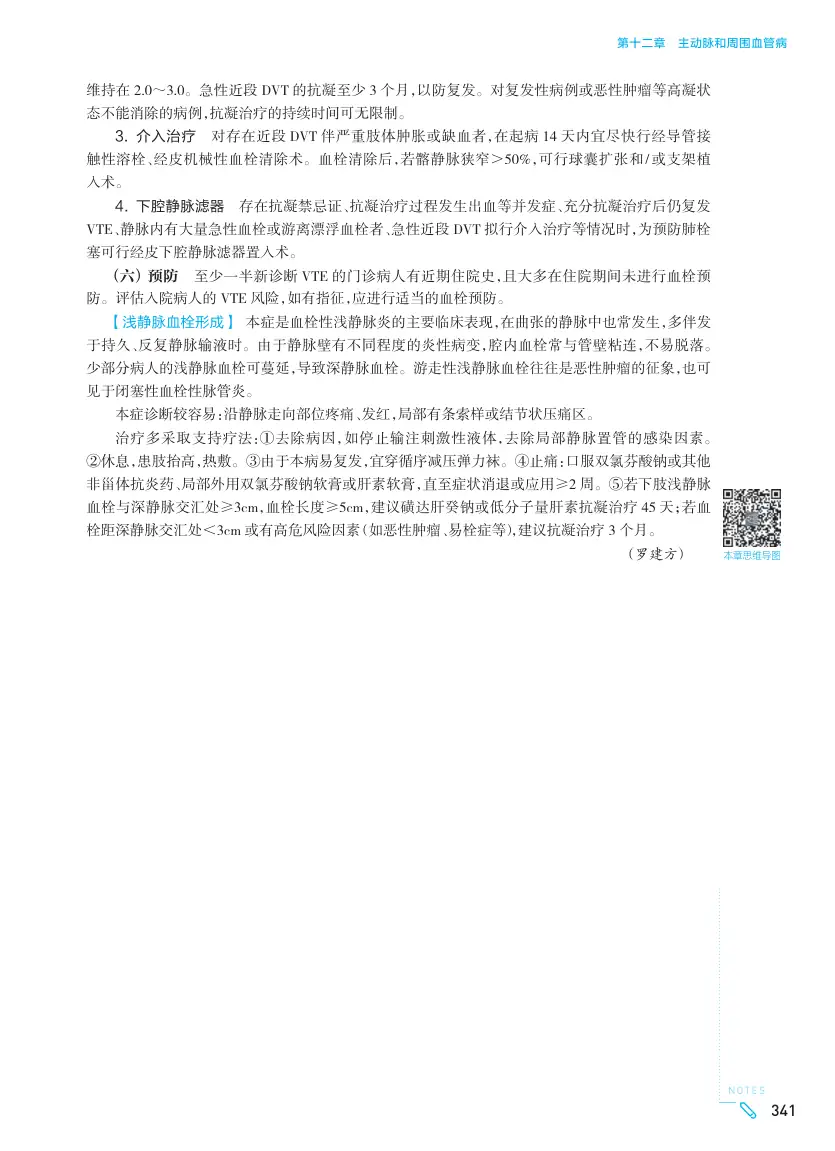 第十二章 主动脉和周围血管病
维持在 2.0～3.0。急性近段 DVT 的抗凝至少 3 个月,以防复发。对复发性病例或恶性肿瘤等高凝状
态不能消除的病例,抗凝治疗的持续时间可无限制。
3. 介入治疗 对存在近段 DVT 伴严重肢体肿胀或缺血者,在起病 14 天内宜尽快行经导管接
触性溶栓、经皮机械性血栓清除术。血栓清除后,若髂静脉狭窄＞50%,可行球囊扩张和/或支架植
入术。
4. 下腔静脉滤器 存在抗凝禁忌证、抗凝治疗过程发生出血等并发症、充分抗凝治疗后仍复发
VTE、静脉内有大量急性血栓或游离漂浮血栓者、急性近段 DVT 拟行介入治疗等情况时,为预防肺栓
塞可行经皮下腔静脉滤器置入术。
（六）预防 至少一半新诊断 VTE 的门诊病人有近期住院史,且大多在住院期间未进行血栓预
防。评估入院病人的 VTE 风险,如有指征,应进行适当的血栓预防。
【浅静脉血栓形成】 本症是血栓性浅静脉炎的主要临床表现,在曲张的静脉中也常发生,多伴发
于持久、反复静脉输液时。由于静脉壁有不同程度的炎性病变,腔内血栓常与管壁粘连,不易脱落。
少部分病人的浅静脉血栓可蔓延,导致深静脉血栓。游走性浅静脉血栓往往是恶性肿瘤的征象,也可
见于闭塞性血栓性脉管炎。
本症诊断较容易:沿静脉走向部位疼痛、发红,局部有条索样或结节状压痛区。
治疗多采取支持疗法:①去除病因,如停止输注刺激性液体,去除局部静脉置管的感染因素。
②休息,患肢抬高,热敷。③由于本病易复发,宜穿循序减压弹力袜。④止痛:口服双氯芬酸钠或其他
非甾体抗炎药、局部外用双氯芬酸钠软膏或肝素软膏,直至症状消退或应用≥2 周。⑤若下肢浅静脉
血栓与深静脉交汇处≥3cm,血栓长度≥5cm,建议磺达肝癸钠或低分子量肝素抗凝治疗 45 天;若血
栓距深静脉交汇处＜3cm 或有高危风险因素(如恶性肿瘤、易栓症等),建议抗凝治疗 3 个月。
（罗建方）
本章思维导图
NOTES
341